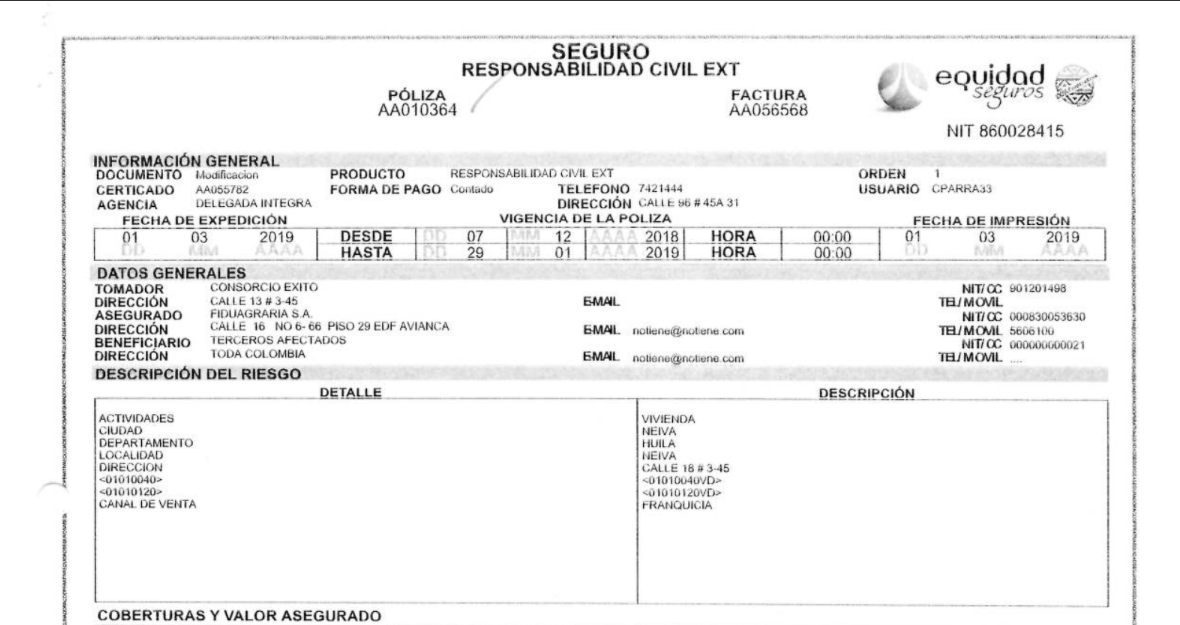 SEGURO
RESPONSABILIDAD CIVIL EXT
PÓLIZA FACTURA
AA010364 AA056568
equidad
seguros
NIT 860028415
INFORMACIÓN GENERAL
DOCUMENTO Modificacion PRODUCTO RESPONSABILIDAD CIVIL EXT ORDEN 1
CERTICADO AA055782 FORMA DE PAGO Contado TELEFONO 7421444 USUARIO CPARRA33
AGENCIA DELEGADA INTEGRA DIRECCIÓN CALLE 96 # 45A 31
FECHA DE EXPEDICIÓN VIGENCIA DE LA POLIZA FECHA DE IMPRESIÓN
01 03 2019 DESDE DD 07 MM 12 AAAA 2018 HORA 00:00 01 03 2019
DD MM AAAA HASTA DD 29 MM 01 AAAA 2019 HORA 00:00 DD MM AAAA
DATOS GENERALES
TOMADOR CONSORCIO EXITO NIT/CC 901201498
DIRECCIÓN CALLE 13 # 3-45 E-MAIL TEL/MOVIL
ASEGURADO FIDUAGRARIA S.A. NIT/CC 000830053630
DIRECCIÓN CALLE 16 NO 6- 66 PISO 29 EDF AVIANCA E-MAIL notiene@notiene.com TEL/MOVIL 5606100
BENEFICIARIO TERCEROS AFECTADOS NIT/CC 000000000021
DIRECCIÓN TODA COLOMBIA E-MAIL notiene@notiene.com TEL/MOVIL ....
DESCRIPCIÓN DEL RIESGO
DETALLE DESCRIPCIÓN
ACTIVIDADES VIVIENDA
CIUDAD NEIVA
DEPARTAMENTO HUILA
LOCALIDAD NEIVA
DIRECCION CALLE 18 # 3-45
<01010040> <01010040VD>
<01010120> <01010120VD>
CANAL DE VENTA FRANQUICIA
COBERTURAS Y VALOR ASEGURADO